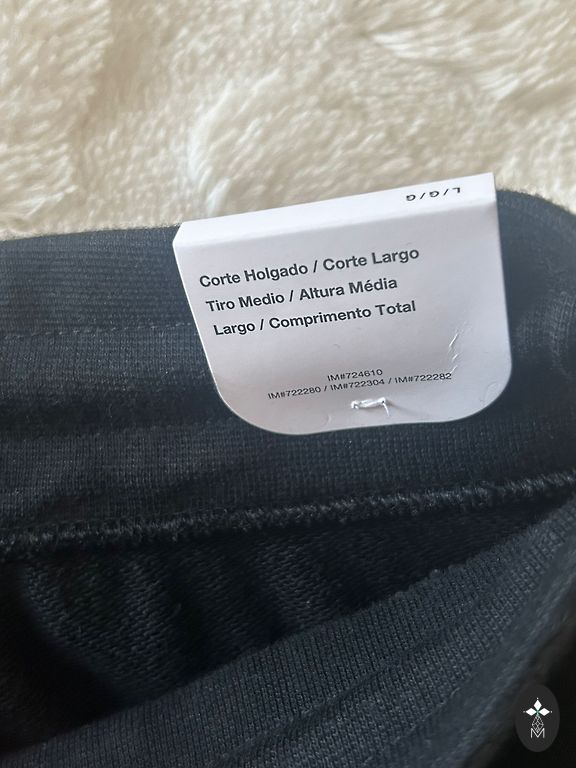 L/G/G
Corte Holgado / Corte Largo
Tiro Medio / Altura Média
Largo / Comprimento Total
IM#724610
IM#722280 / IM#722304 / IM#722282